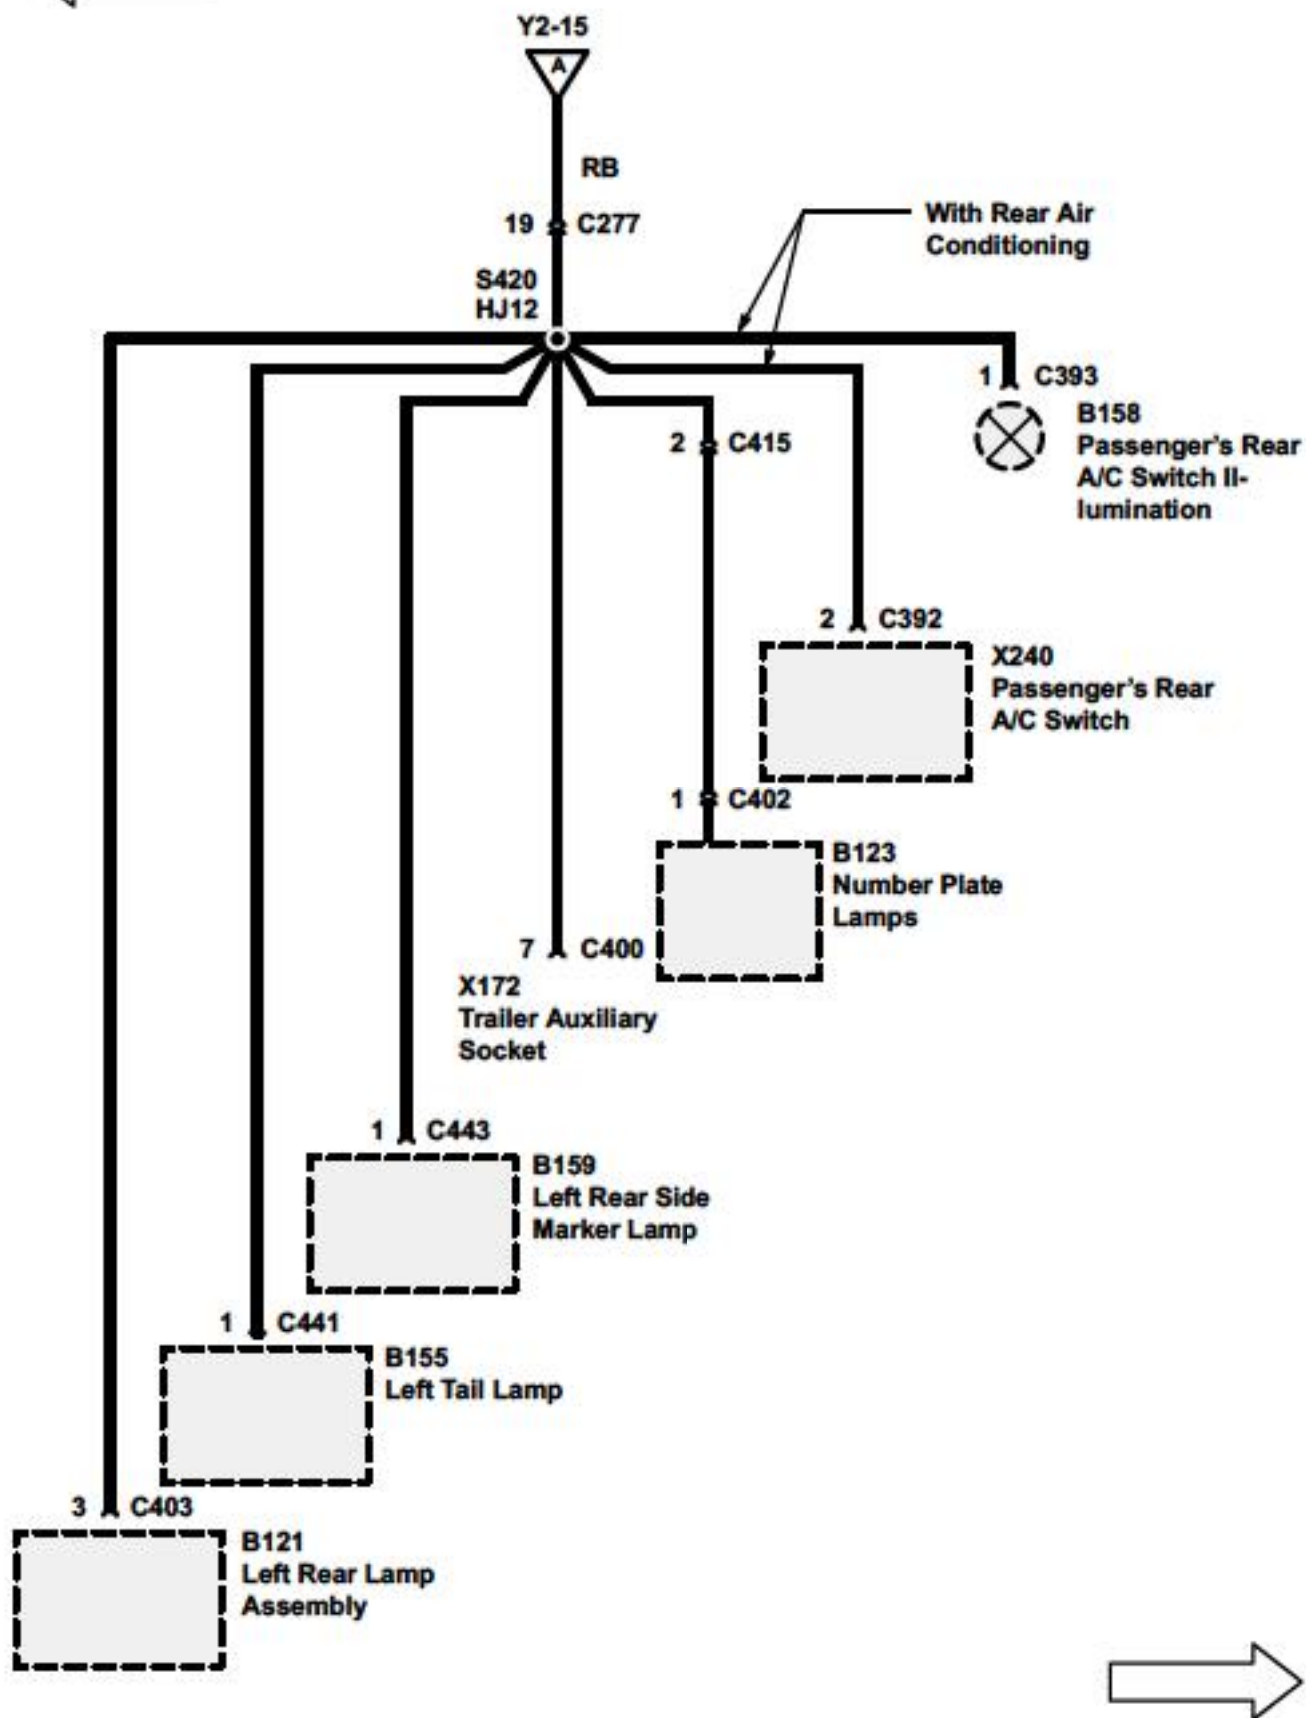 Y2-15
A
RB
19 C277
With Rear Air
Conditioning
S420
HJ12
1 C393
B158
Passenger's Rear
A/C Switch Il-
lumination
2 C415
2 C392
X240
Passenger's Rear
A/C Switch
1 C402
B123
Number Plate
Lamps
7 C400
X172
Trailer Auxiliary
Socket
1 C443
B159
Left Rear Side
Marker Lamp
1 C441
B155
Left Tail Lamp
3 C403
B121
Left Rear Lamp
Assembly